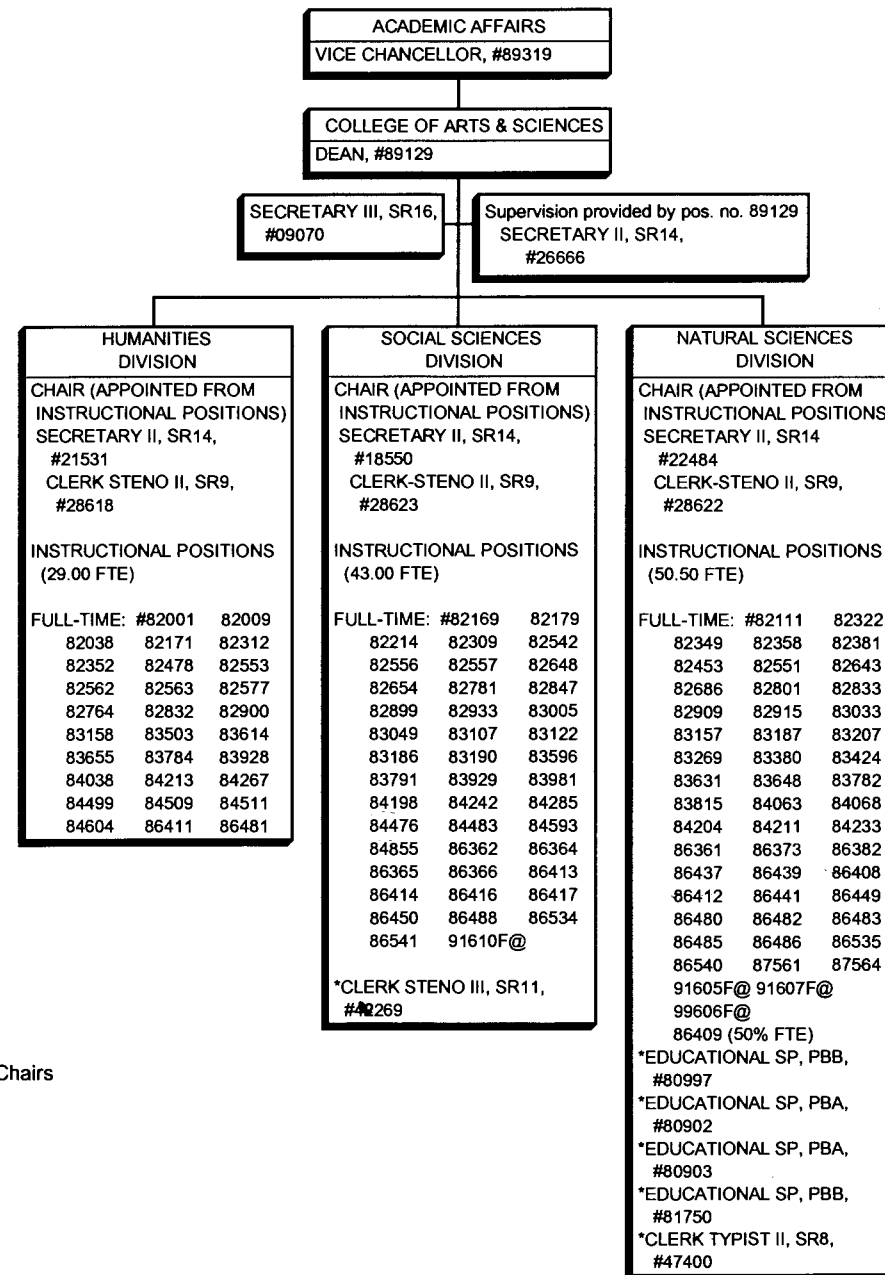 ACADEMIC AFFAIRS
VICE CHANCELLOR, #89319
COLLEGE OF ARTS & SCIENCES
DEAN, #89129
SECRETARY III, SR16,
#09070
Supervision provided by pos. no. 89129
SECRETARY II, SR14,
#26666
HUMANITIES
DIVISION
CHAIR (APPOINTED FROM
INSTRUCTIONAL POSITIONS)
SECRETARY II, SR14,
#21531
CLERK STENO II, SR9,
#28618
INSTRUCTIONAL POSITIONS
(29.00 FTE)
FULL-TIME: #82001 82009
82038 82171 82312
82352 82478 82553
82562 82563 82577
82764 82832 82900
83158 83503 83614
83655 83784 83928
84038 84213 84267
84499 84509 84511
84604 86411 86481
SOCIAL SCIENCES
DIVISION
CHAIR (APPOINTED FROM
INSTRUCTIONAL POSITIONS)
SECRETARY II, SR14,
#18550
CLERK-STENO II, SR9,
#28623
INSTRUCTIONAL POSITIONS
(43.00 FTE)
FULL-TIME: #82169 82179
82214 82309 82542
82556 82557 82648
82654 82781 82847
82899 82933 83005
83049 83107 83122
83186 83190 83596
83791 83929 83981
84198 84242 84285
84476 84483 84593
84855 86362 86364
86365 86366 86413
86414 86416 86417
86450 86488 86534
86541 91610F@
*CLERK STENO III, SR11,
NATURAL SCIENCES
DIVISION
CHAIR (APPOINTED FROM
INSTRUCTIONAL POSITIONS
SECRETARY II, SR14
#22484
CLERK-STENO II, SR9,
#28622
INSTRUCTIONAL POSITIONS
(50.50 FTE)
FULL-TIME: #82111 82322
82349 82358 82381
82453 82551 82643
82686 82801 82833
82909 82915 83033
83157 83187 83207
83269 83380 83424
83631 83648 83782
83815 84063 84068
84204 84211 84233
86361 86373 86382
86437 86439 86408
86412 86441 86449
86480 86482 86483
86485 86486 86535
86540 87561 87564
91605F@ 91607F@
99606F@
86409 (50% FTE)
*EDUCATIONAL SP, PBB,
#80997
*EDUCATIONAL SP, PBA,
#80902
*EDUCATIONAL SP, PBA,
#80903
*EDUCATIONAL SP, PBB,
#81750
*CLERK TYPIST II, SR8,
#47400
Chairs